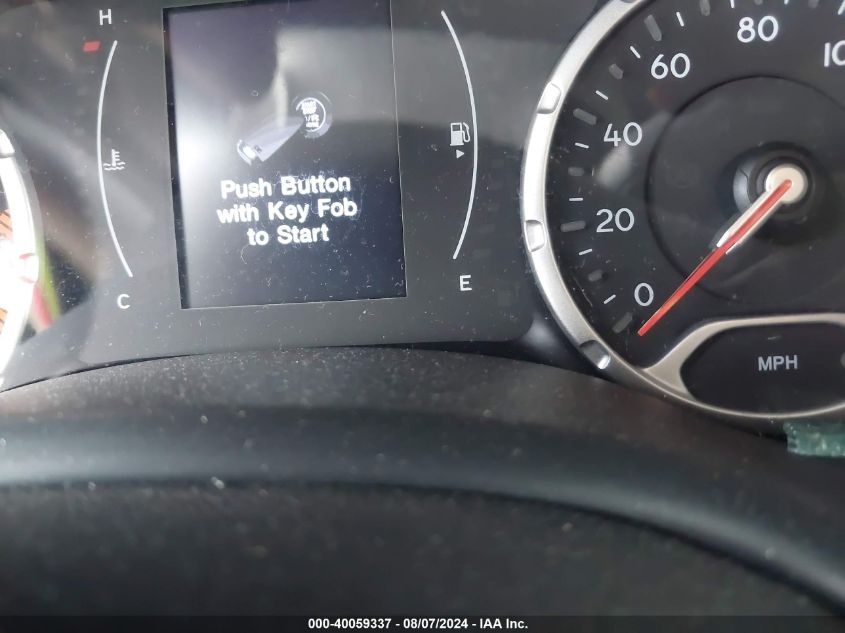 H
80
60
10
40
Push Button
with Key Fob
to Start
20
0
C
E
MPH
000-40059337 - 08/07/2024 - IAA Inc.